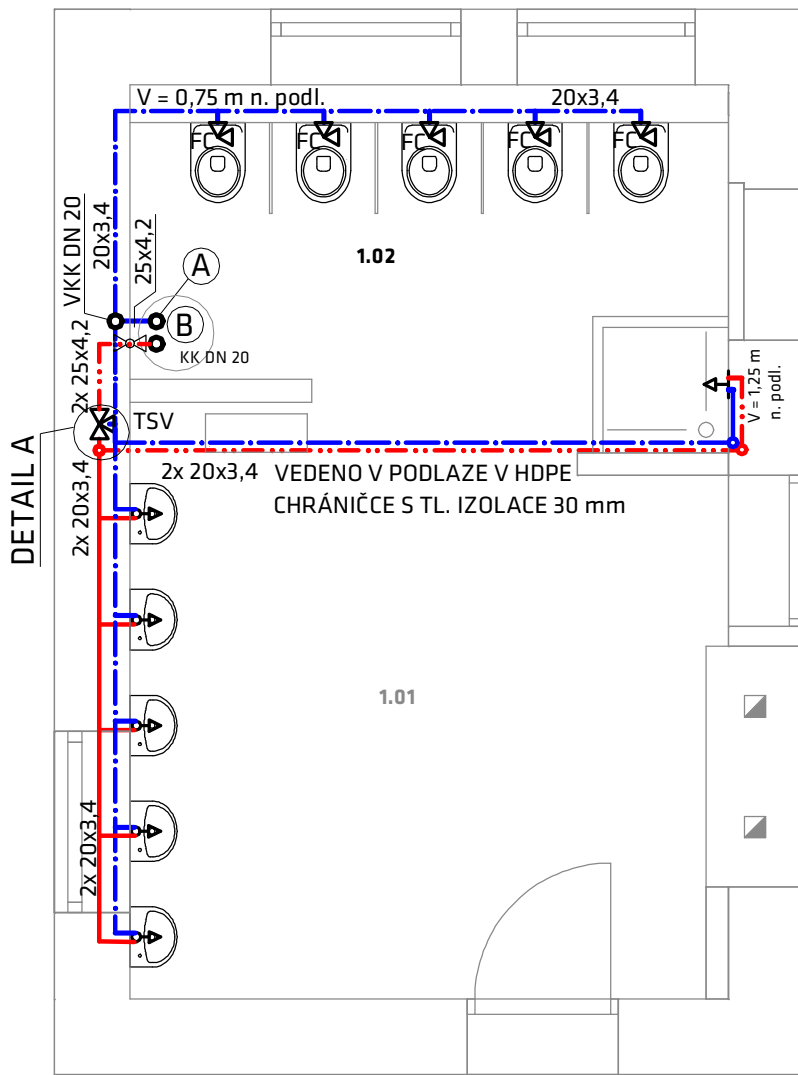 V = 0,75 m n. podl.
20x3,4
FC
FC
FC
FC
FC
VKK DN 20
20x3,4
25x4,2
1.02
A
B
KK DN 20
2x 25x4,2
TSV
V = 1,25 m
n. podl.
DETAIL A
2x 20x3,4
2x 20x3,4
VEDENO V PODLAZE V HDPE
CHRÁNIČCE S TL. IZOLACE 30 mm
1.01
2x 20x3,4